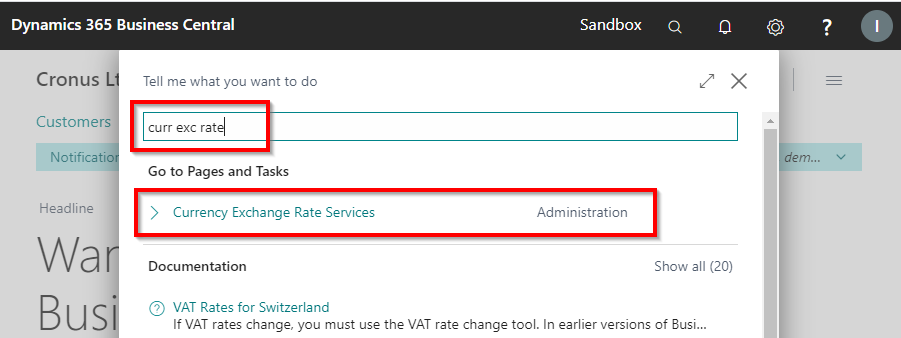 Dynamics 365 Business Central Sandbox ? I
Cronus Lt
Tell me what you want to do
Customers
curr exc rate
Notification dem...
Go to Pages and Tasks
Headline
Currency Exchange Rate Services Administration
War
Busi
Documentation Show all (20)
? VAT Rates for Switzerland
If VAT rates change, you must use the VAT rate change tool. In earlier versions of Busi...